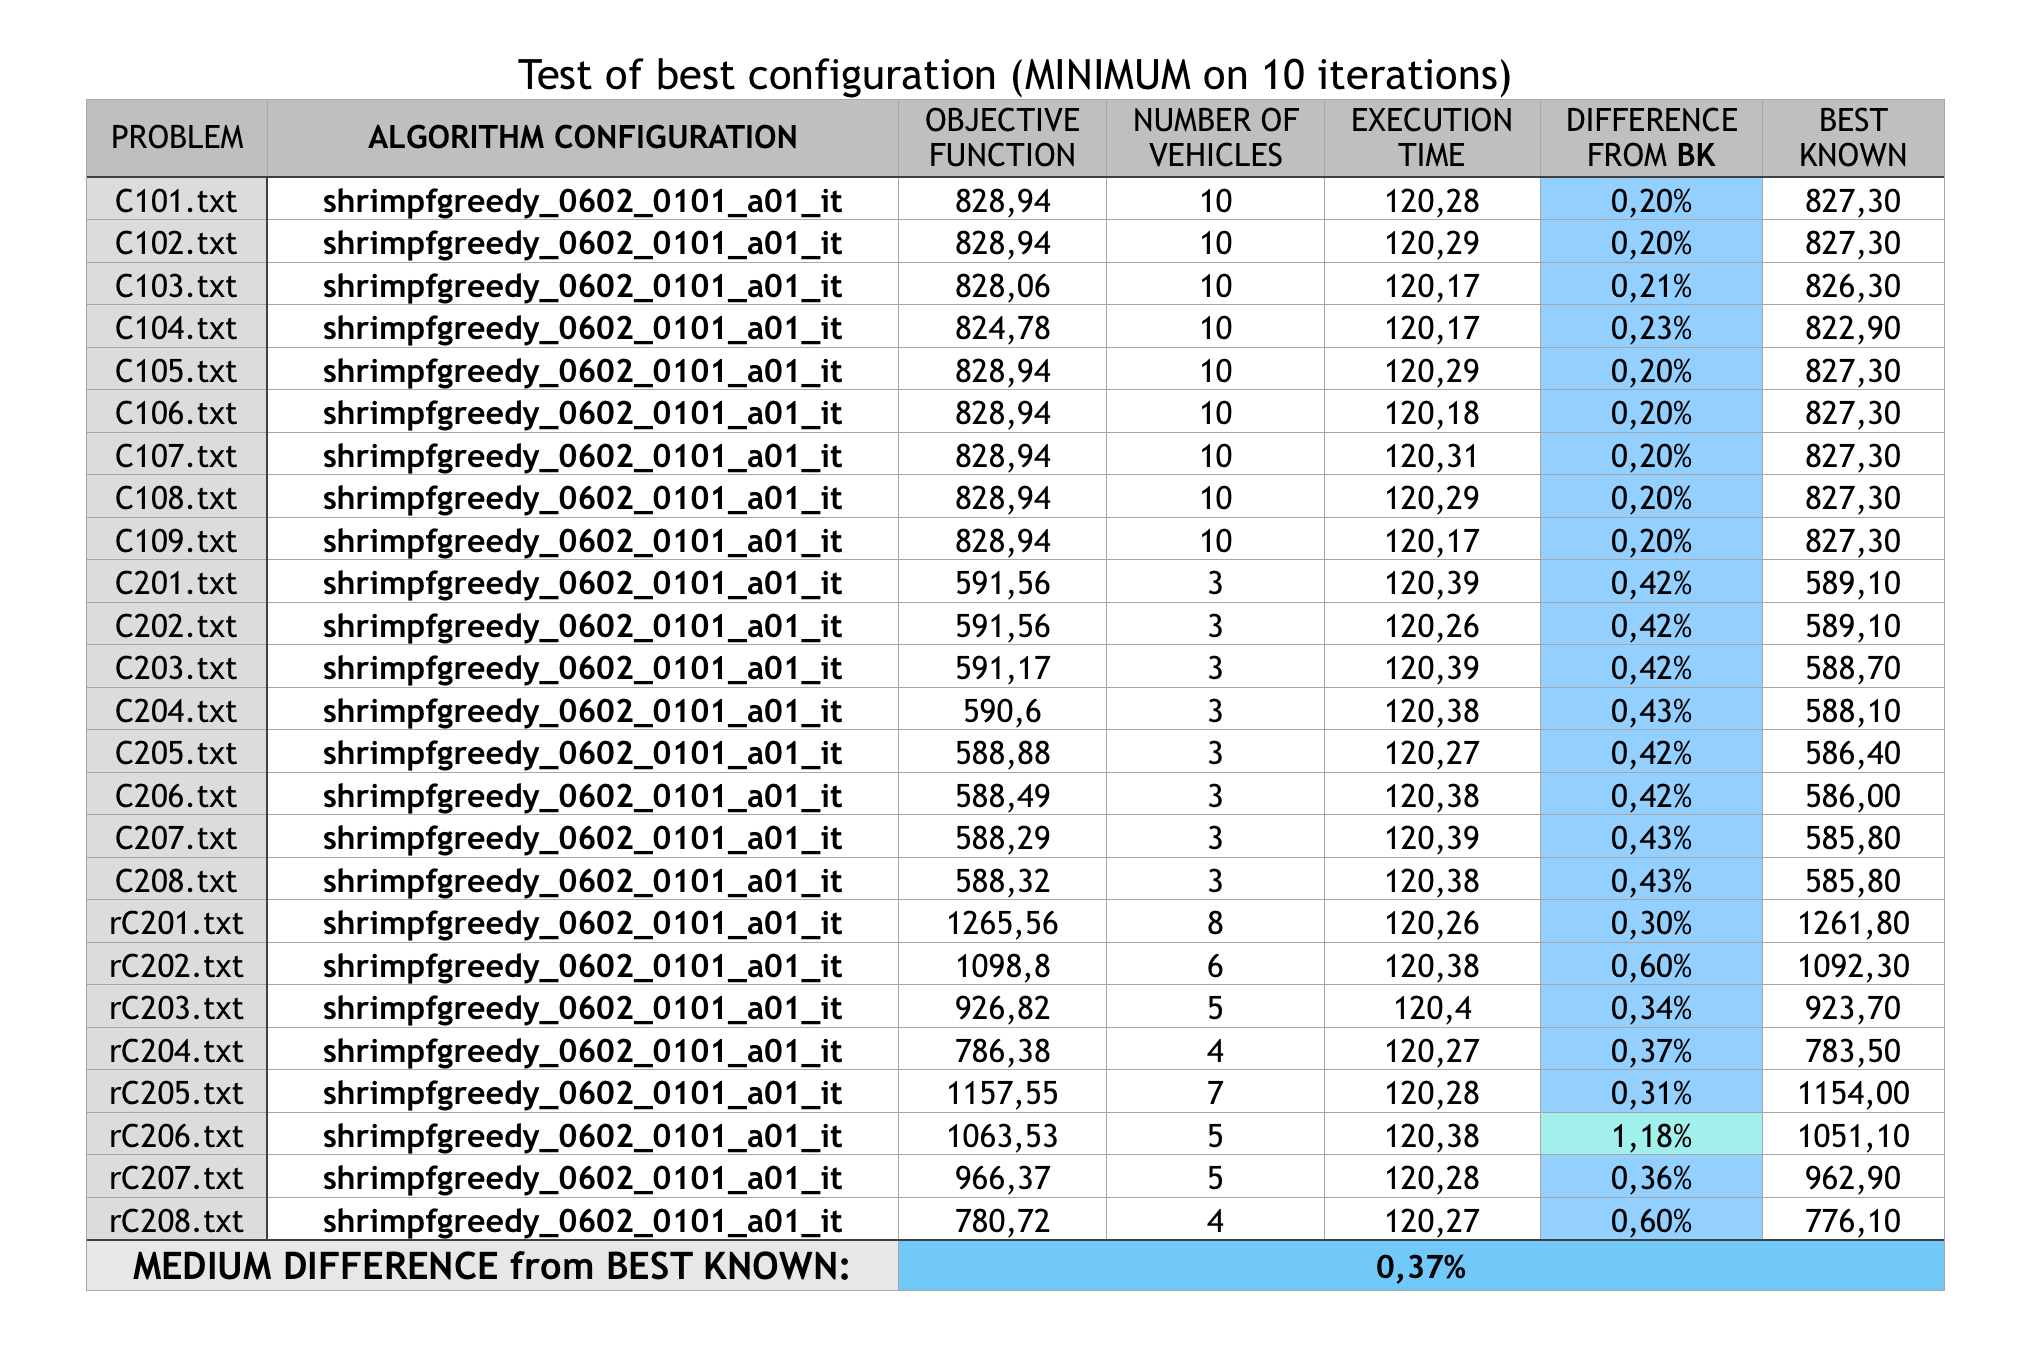 Test of best configuration (MINIMUM on 10 iterations)
PROBLEM ALGORITHM CONFIGURATION OBJECTIVE FUNCTION NUMBER OF VEHICLES EXECUTION TIME DIFFERENCE FROM BK BEST KNOWN
C101.txt shrimpfgreedy_0602_0101_a01_it 828,94 10 120,28 0,20% 827,30
C102.txt shrimpfgreedy_0602_0101_a01_it 828,94 10 120,29 0,20% 827,30
C103.txt shrimpfgreedy_0602_0101_a01_it 828,06 10 120,17 0,21% 826,30
C104.txt shrimpfgreedy_0602_0101_a01_it 824,78 10 120,17 0,23% 822,90
C105.txt shrimpfgreedy_0602_0101_a01_it 828,94 10 120,29 0,20% 827,30
C106.txt shrimpfgreedy_0602_0101_a01_it 828,94 10 120,18 0,20% 827,30
C107.txt shrimpfgreedy_0602_0101_a01_it 828,94 10 120,31 0,20% 827,30
C108.txt shrimpfgreedy_0602_0101_a01_it 828,94 10 120,29 0,20% 827,30
C109.txt shrimpfgreedy_0602_0101_a01_it 828,94 10 120,17 0,20% 827,30
C201.txt shrimpfgreedy_0602_0101_a01_it 591,56 3 120,39 0,42% 589,10
C202.txt shrimpfgreedy_0602_0101_a01_it 591,56 3 120,26 0,42% 589,10
C203.txt shrimpfgreedy_0602_0101_a01_it 591,17 3 120,39 0,42% 588,70
C204.txt shrimpfgreedy_0602_0101_a01_it 590,6 3 120,38 0,43% 588,10
C205.txt shrimpfgreedy_0602_0101_a01_it 588,88 3 120,27 0,42% 586,40
C206.txt shrimpfgreedy_0602_0101_a01_it 588,49 3 120,38 0,42% 586,00
C207.txt shrimpfgreedy_0602_0101_a01_it 588,29 3 120,39 0,43% 585,80
C208.txt shrimpfgreedy_0602_0101_a01_it 588,32 3 120,38 0,43% 585,80
rC201.txt shrimpfgreedy_0602_0101_a01_it 1265,56 8 120,26 0,30% 1261,80
rC202.txt shrimpfgreedy_0602_0101_a01_it 1098,8 6 120,38 0,60% 1092,30
rC203.txt shrimpfgreedy_0602_0101_a01_it 926,82 5 120,4 0,34% 923,70
rC204.txt shrimpfgreedy_0602_0101_a01_it 786,38 4 120,27 0,37% 783,50
rC205.txt shrimpfgreedy_0602_0101_a01_it 1157,55 7 120,28 0,31% 1154,00
rC206.txt shrimpfgreedy_0602_0101_a01_it 1063,53 5 120,38 1,18% 1051,10
rC207.txt shrimpfgreedy_0602_0101_a01_it 966,37 5 120,28 0,36% 962,90
rC208.txt shrimpfgreedy_0602_0101_a01_it 780,72 4 120,27 0,60% 776,10
MEDIUM DIFFERENCE from BEST KNOWN: 0,37%